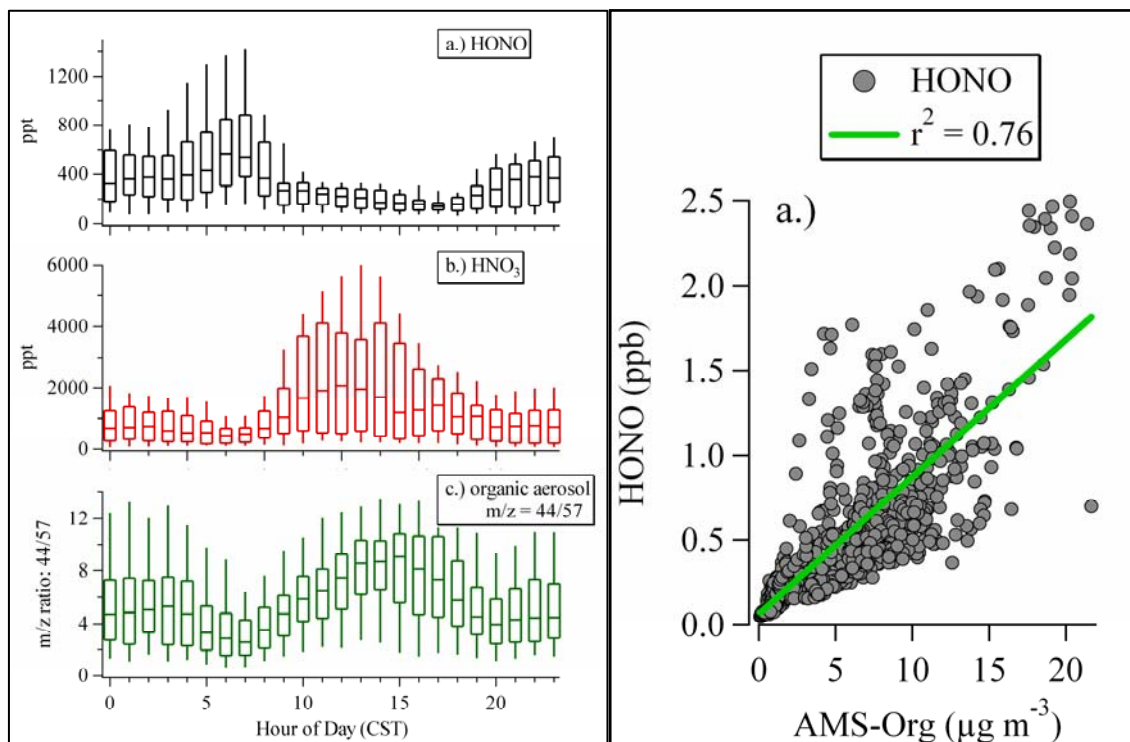 a.) HONO
1200
800
400
0
ppt
b.) HNO3
6000
4000
2000
0
ppt
c.) organic aerosol
m/z = 44/57
12
8
4
0
m/z ratio: 44/57
0 5 10 15 20
Hour of Day (CST)
HONO
r² = 0.76
a.)
2.5
2.0
1.5
1.0
0.5
0.0
HONO (ppb)
0 5 10 15 20
AMS-Org (µg m⁻³)